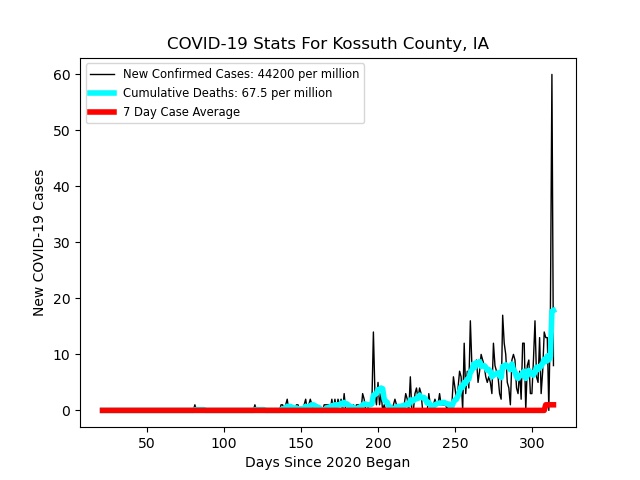 COVID-19 Stats For Kossuth County, IA
New Confirmed Cases: 44200 per million
Cumulative Deaths: 67.5 per million
7 Day Case Average
New COVID-19 Cases
60
50
40
30
20
10
0
50 100 150 200 250 300
Days Since 2020 Began